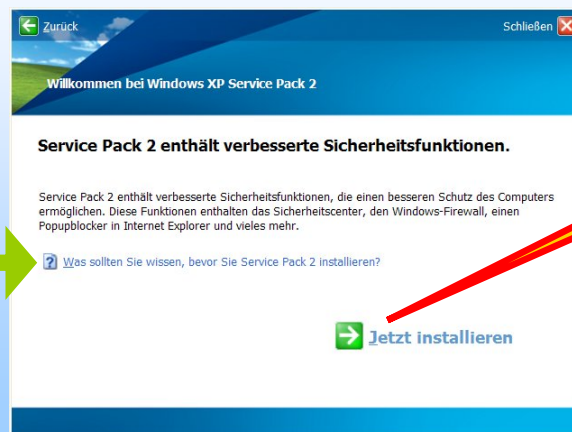 Zurück
Schließen
Willkommen bei Windows XP Service Pack 2
Service Pack 2 enthält verbesserte Sicherheitsfunktionen.
Service Pack 2 enthält verbesserte Sicherheitsfunktionen, die einen besseren Schutz des Computers
ermöglichen. Diese Funktionen enthalten das Sicherheitscenter, den Windows-Firewall, einen
Popupblocker in Internet Explorer und vieles mehr.
Was sollten Sie wissen, bevor Sie Service Pack 2 installieren?
Jetzt installieren